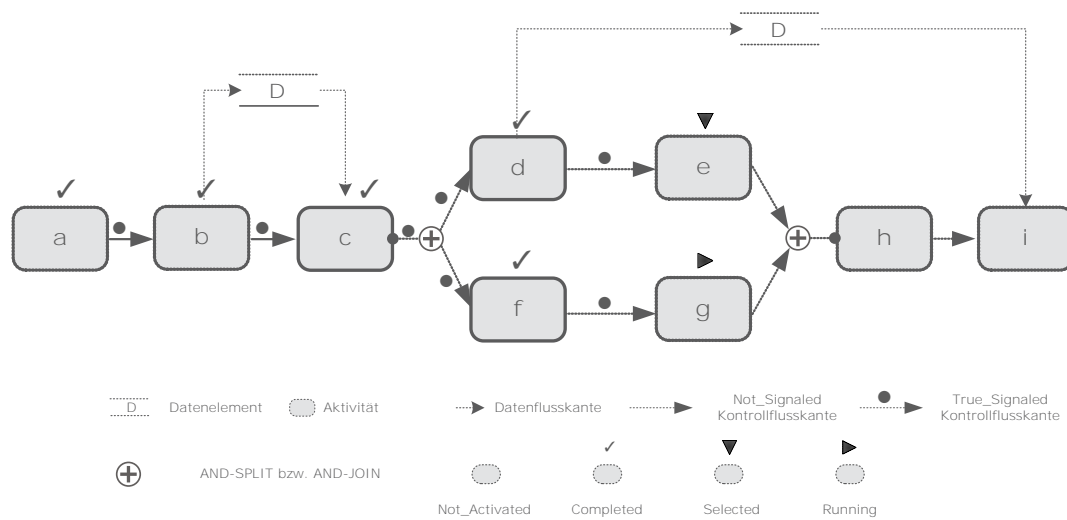 D
D
d
e
a
b
c
h
i
f
g
D
Datenelement
Aktivität
Datenflusskante
Not_Signaled
Kontrollflusskante
True_Signaled
Kontrollflusskante
AND-SPLIT bzw. AND-JOIN
Not_Activated
Completed
Selected
Running